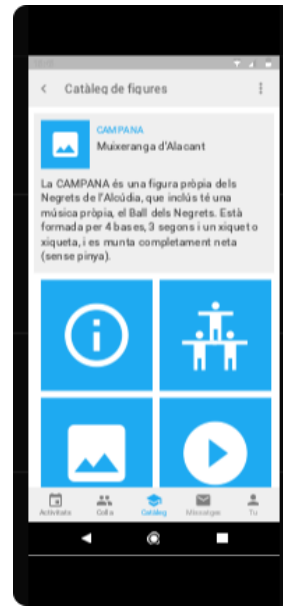 Catàleg de figures
CAMPANA
Muixeranga d'Alacant
La CAMPANA és una figura pròpia dels
Negrets de l'Alcúdia, que inclús té una
música pròpia, el Ball dels Negrets. Està
formada per 4 bases, 3 segons i un xiquet o
xiqueta, i es munta completament neta
(sense pinya).
Activitats Colla Catàleg Missatges Tu